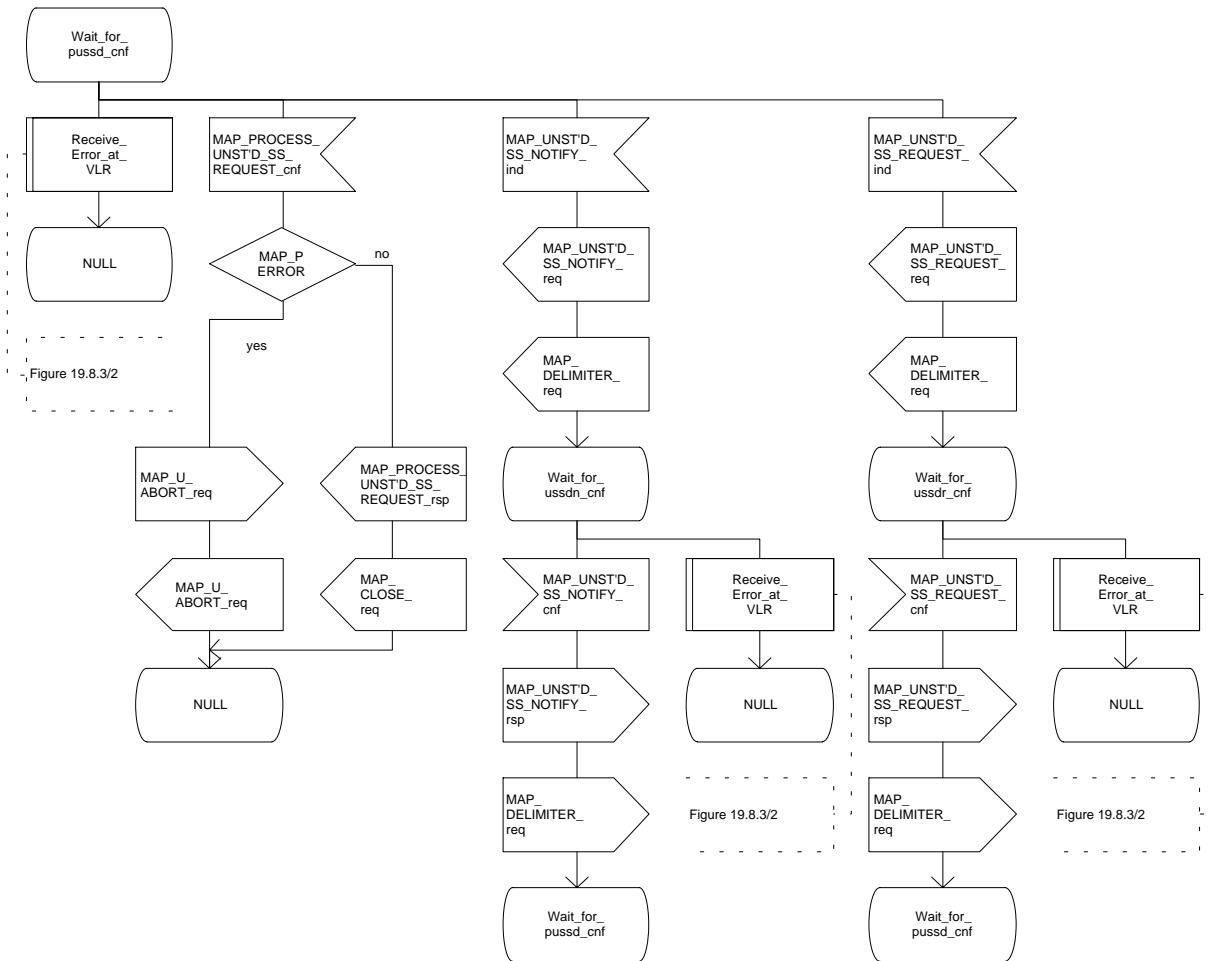 Wait_for_
pussd_cnf
Receive_
Error_at_
VLR
MAP_PROCESS_
UNST'D_SS_
REQUEST_cnf
MAP_UNST'D_
SS_NOTIFY_
ind
MAP_UNST'D_
SS_REQUEST_
ind
NULL
MAP_P
ERROR
no
yes
MAP_UNST'D_
SS_NOTIFY_
req
MAP_UNST'D_
SS_REQUEST_
req
Figure 19.8.3/2
MAP_
DELIMITER_
req
MAP_
DELIMITER_
req
MAP_U_
ABORT_req
MAP_PROCESS_
UNST'D_SS_
REQUEST_rsp
Wait_for_
ussdn_cnf
Wait_for_
ussdr_cnf
MAP_U_
ABORT_req
MAP_
CLOSE_
req
MAP_UNST'D_
SS_NOTIFY_
cnf
Receive_
Error_at_
VLR
MAP_UNST'D_
SS_REQUEST_
cnf
Receive_
Error_at_
VLR
NULL
MAP_UNST'D_
SS_NOTIFY_
rsp
NULL
MAP_UNST'D_
SS_REQUEST_
rsp
NULL
MAP_
DELIMITER_
req
Figure 19.8.3/2
MAP_
DELIMITER_
req
Figure 19.8.3/2
Wait_for_
pussd_cnf
Wait_for_
pussd_cnf